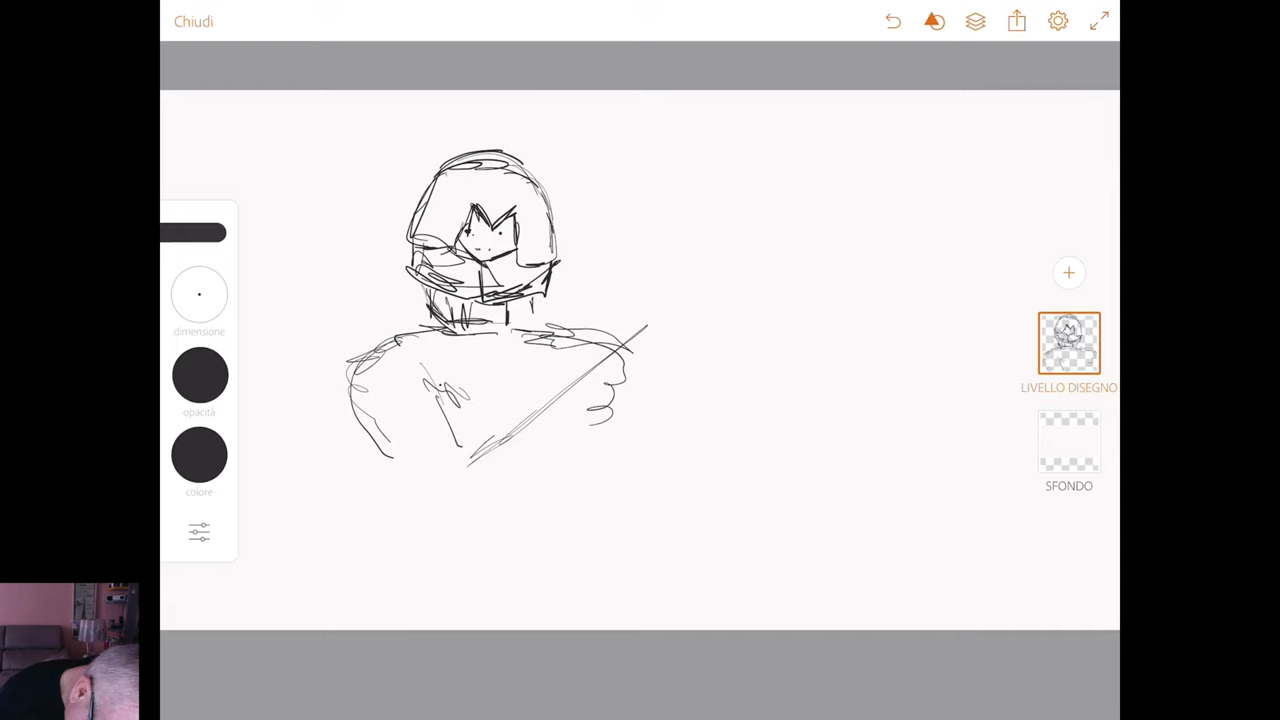 Chiudi
dimensione
opacità
colore
LIVELLO DISEGNO
SFONDO